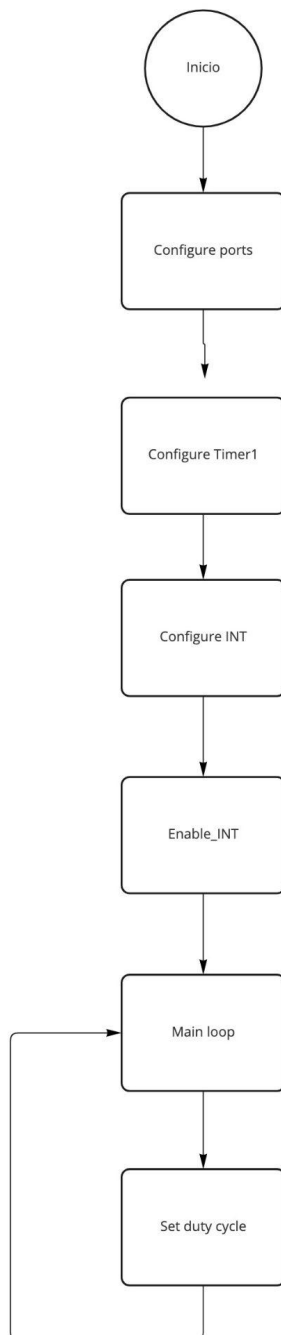 Inicio
Configure ports
Configure Timer1
Configure INT
Enable_INT
Main loop
Set duty cycle